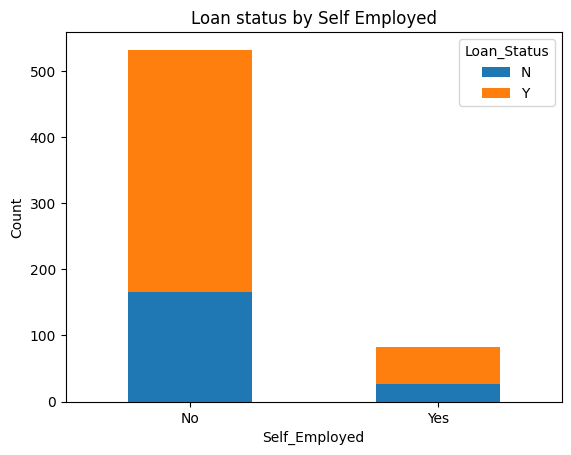 Loan status by Self Employed
Loan_Status
N
Y
500
400
300
200
100
0
Count
No
Yes
Self_Employed